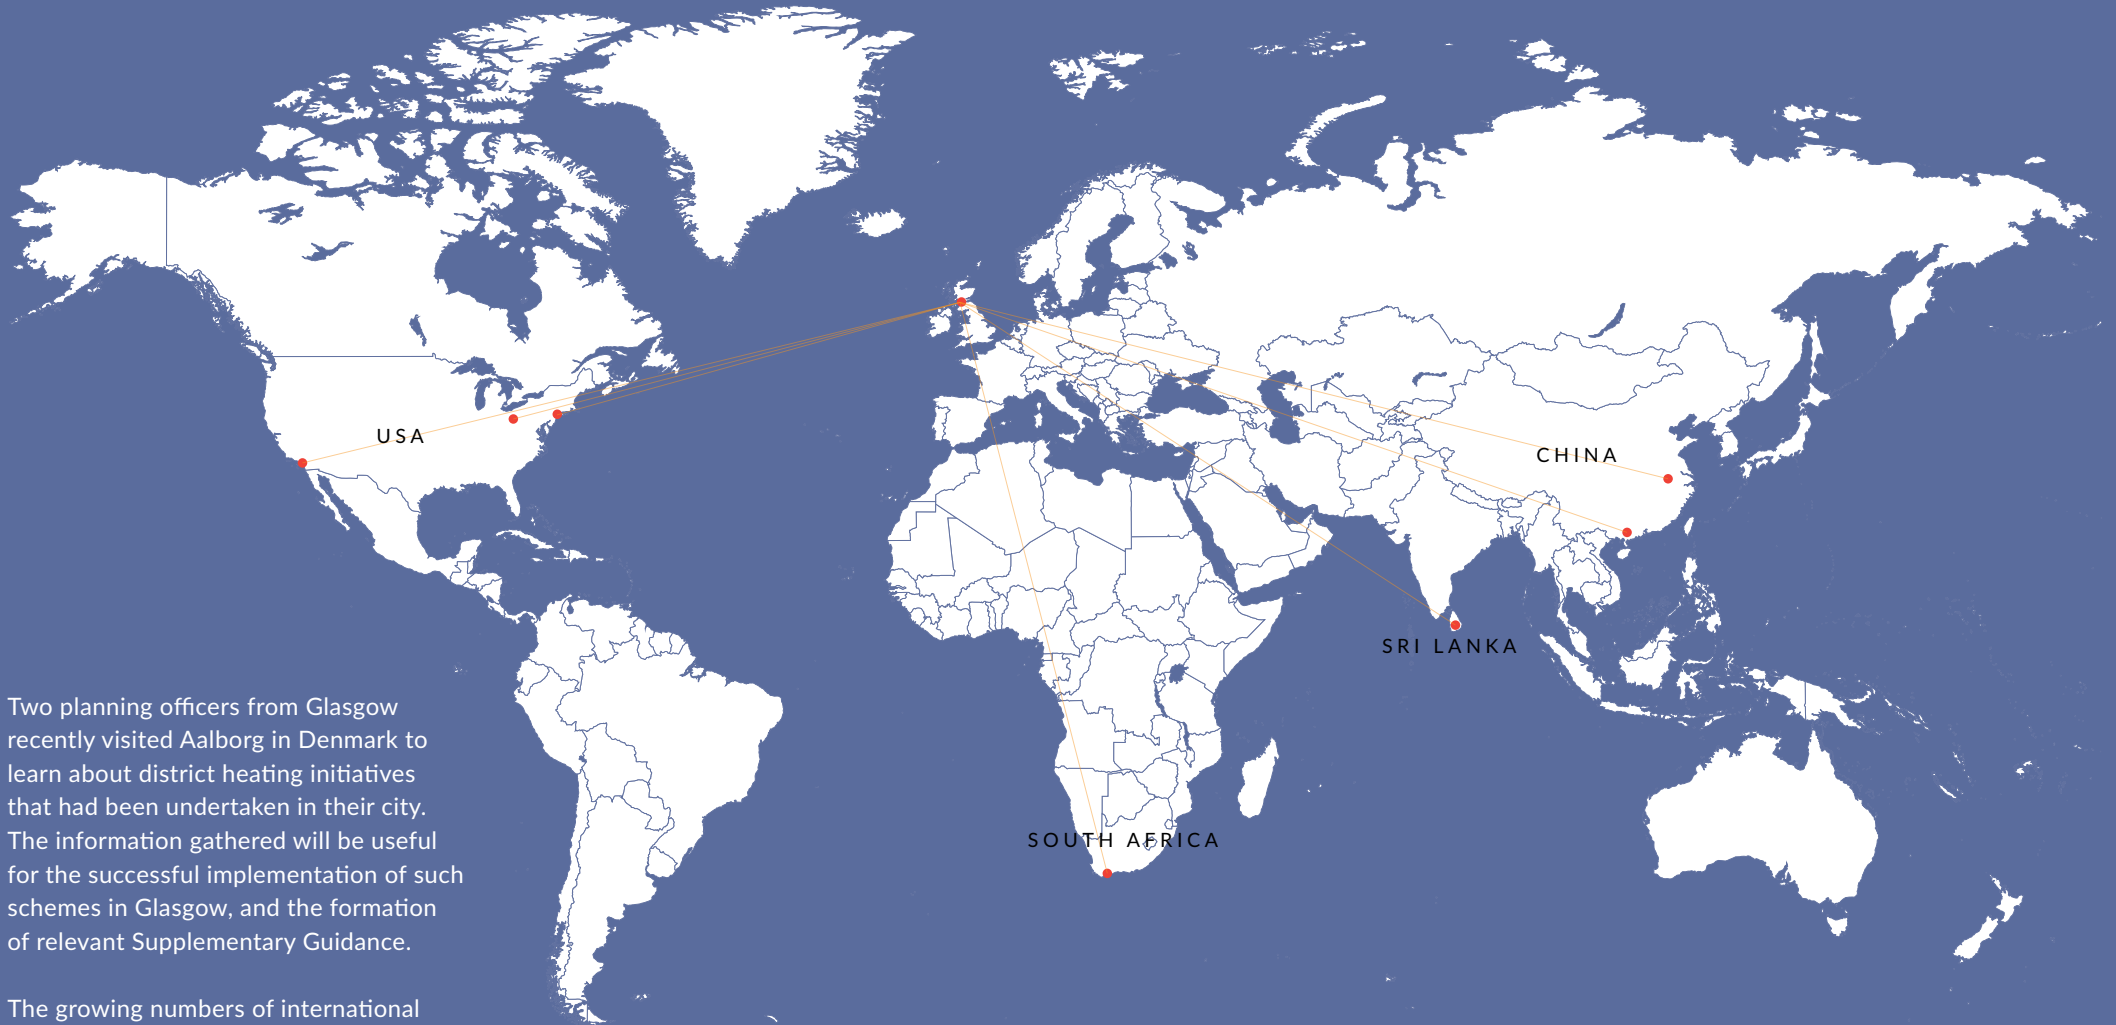 USA
CHINA
SRI LANKA
SOUTH AFRICA
Two planning officers from Glasgow
recently visited Aalborg in Denmark to
learn about district heating initiatives
that had been undertaken in their city.
The information gathered will be useful
for the successful implementation of such
schemes in Glasgow, and the formation
of relevant Supplementary Guidance.
The growing numbers of international